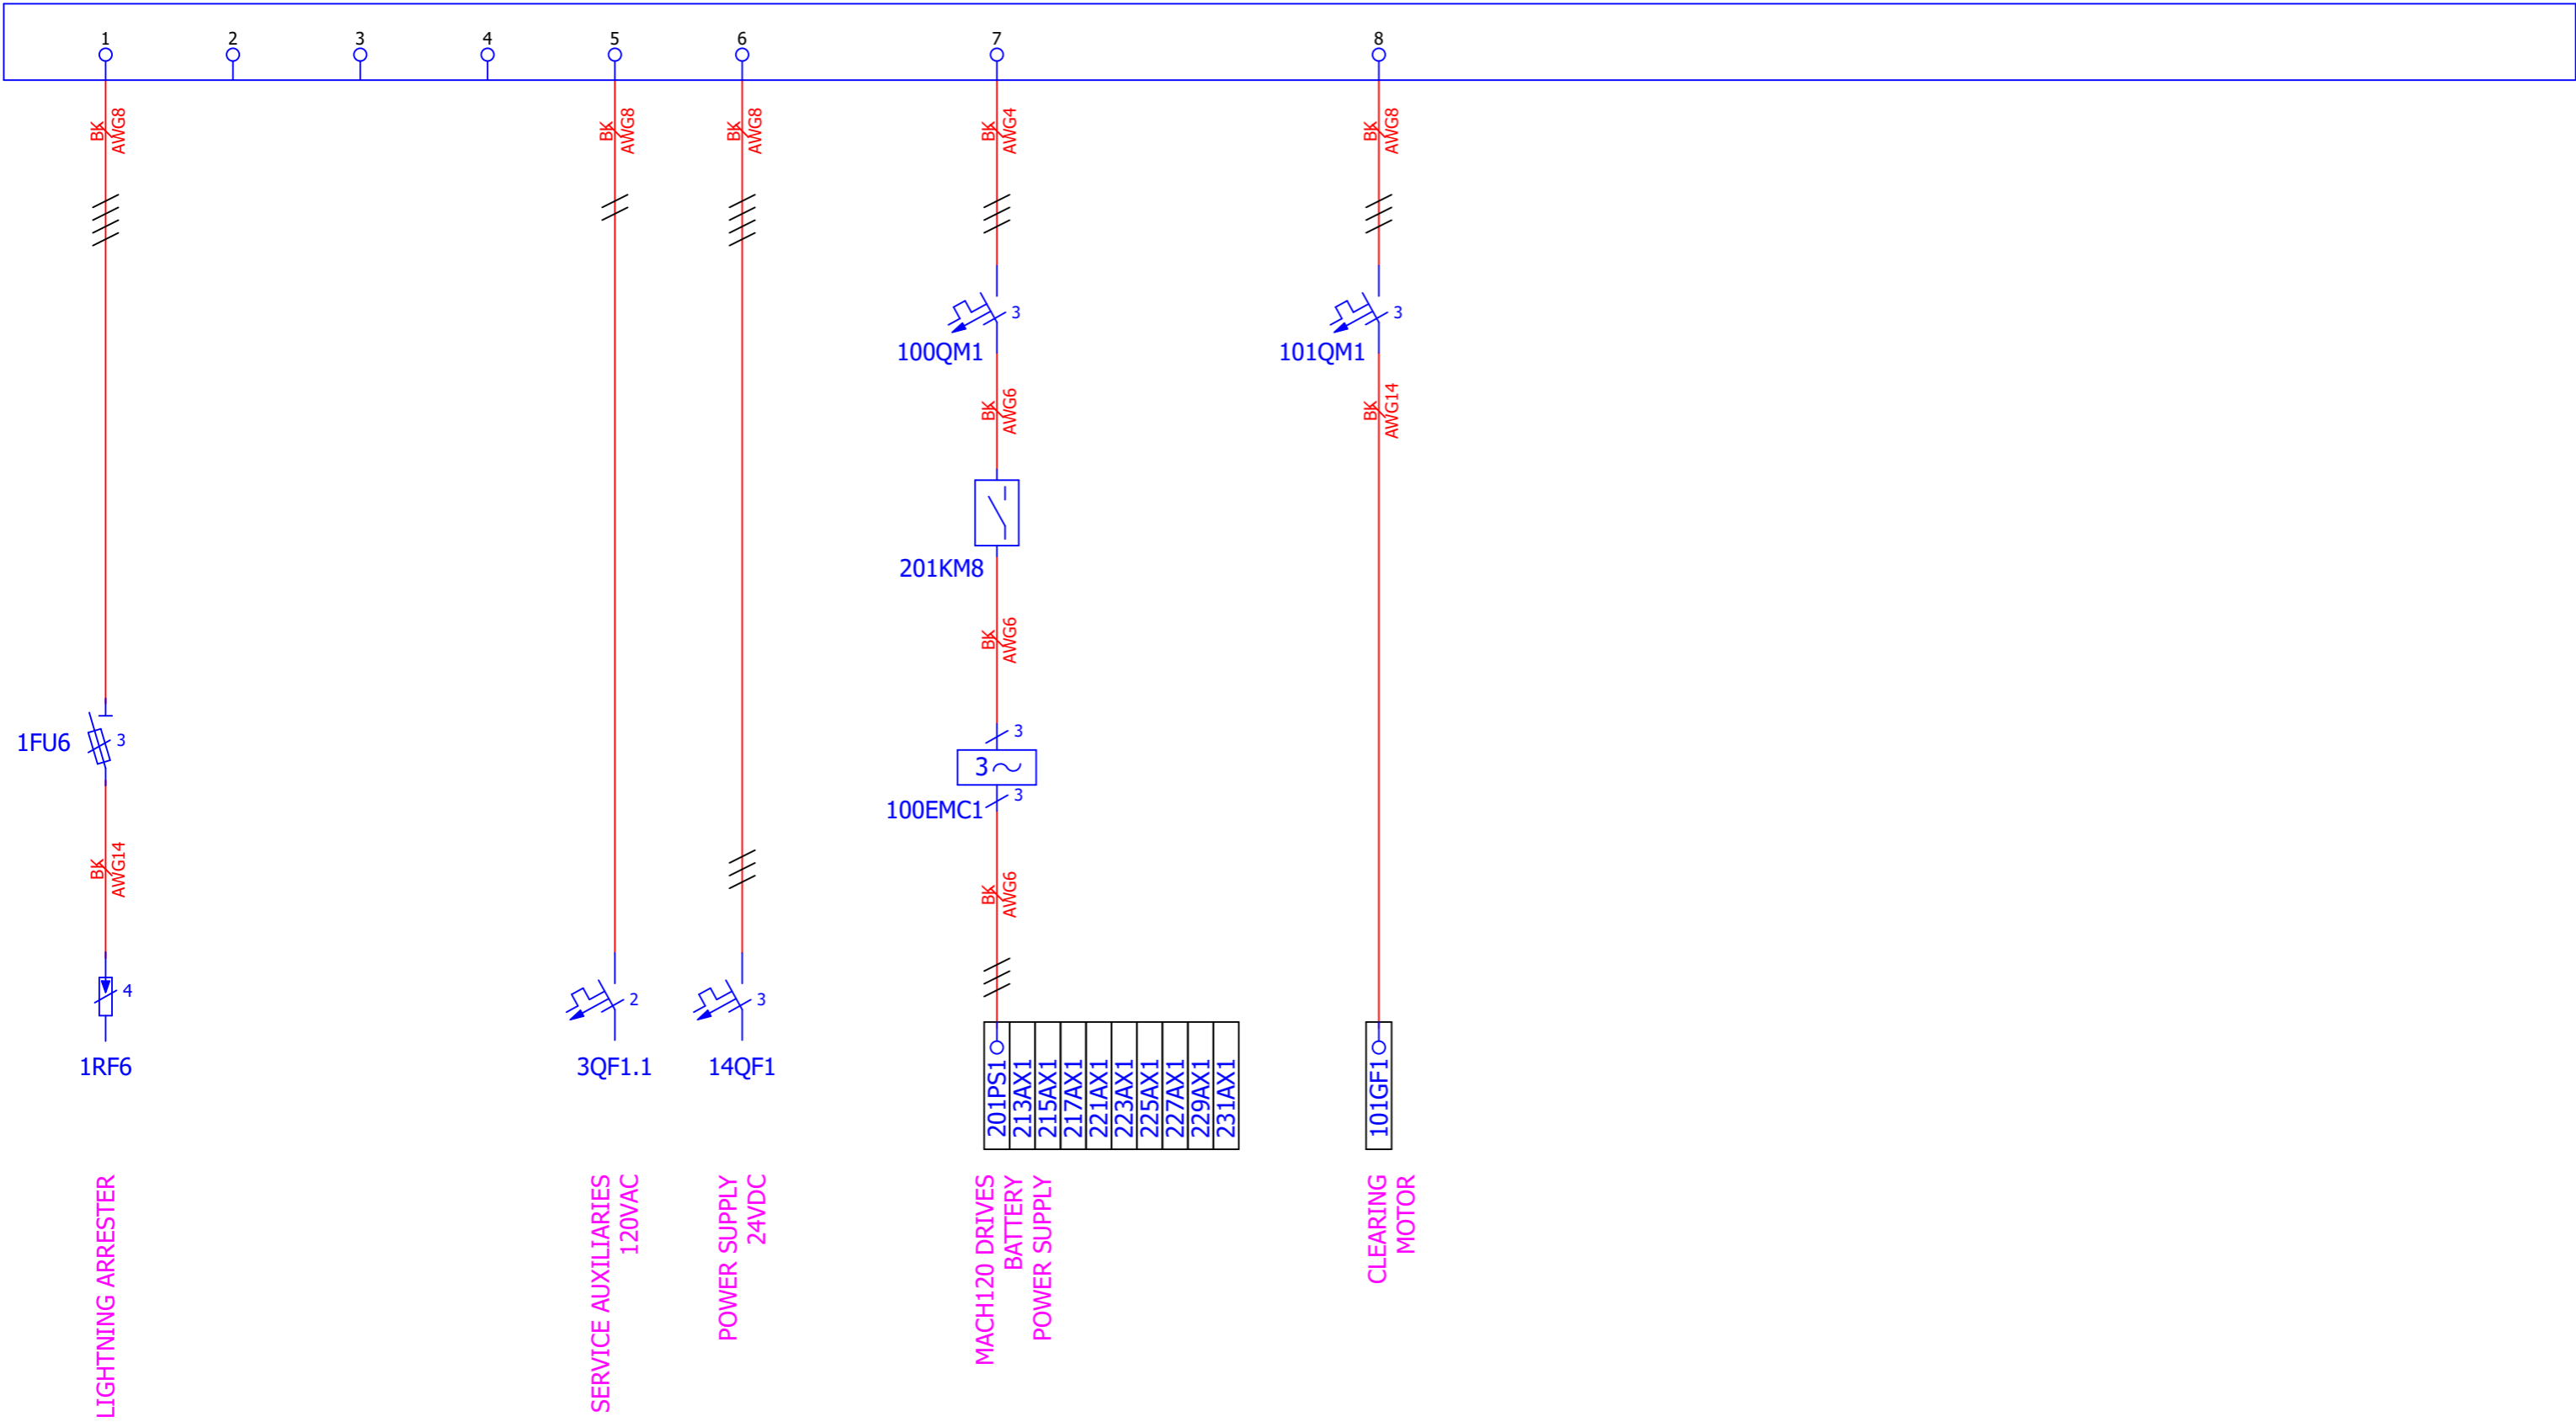 1 2 3 4 5 6 7 8
BK AWG8
BK AWG8
BK AWG8
BK AWG4
BK AWG8
3
100QM1
3
101QM1
BK AWG6
BK AWG14
201KM8
BK AWG6
1FU6 3
3
3
3
100EMC1
BK AWG14
BK AWG6
4
1RF6
2
3QF1.1
3
14QF1
201PS1
213AX1
215AX1
217AX1
221AX1
223AX1
225AX1
227AX1
229AX1
231AX1
101GF1
LIGHTNING ARRESTER
SERVICE AUXILIARIES
120VAC
POWER SUPPLY
24VDC
MACH120 DRIVES
BATTERY
POWER SUPPLY
CLEARING
MOTOR